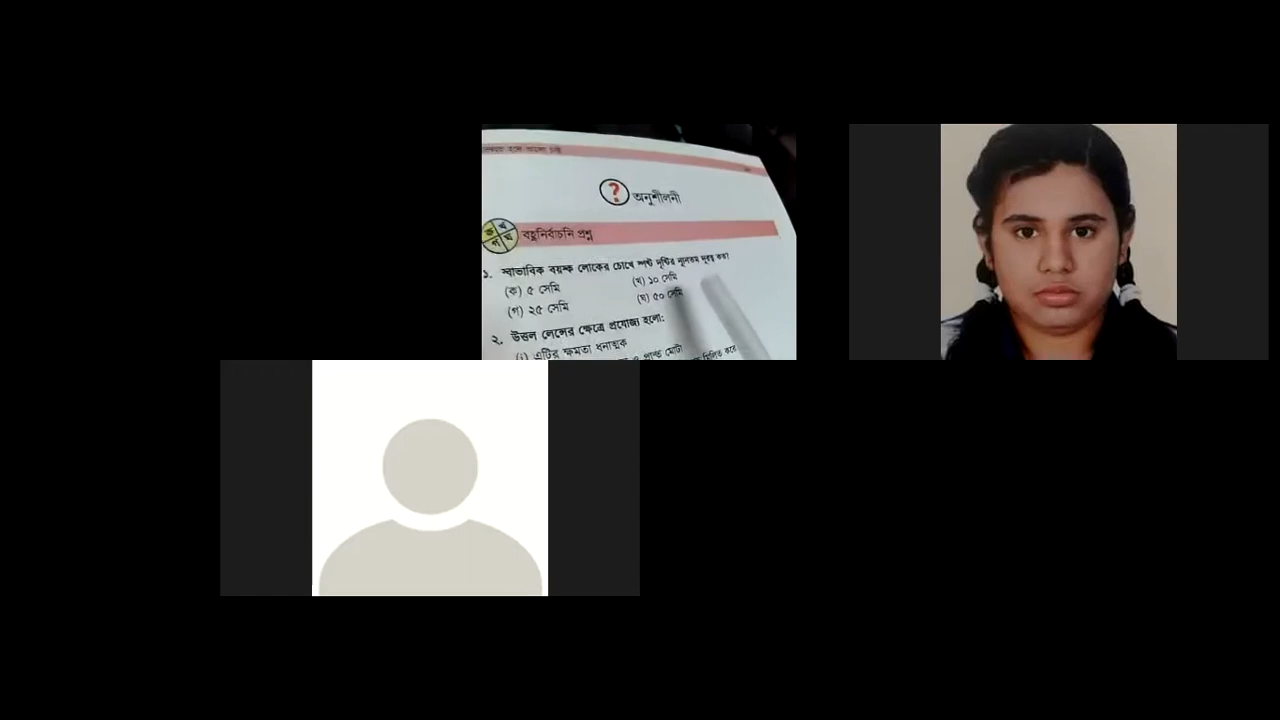 ?
অনুশীলনী
ক খ গ ঘ
বহুনির্বাচনি প্রশ্ন
১. স্বাভাবিক বয়স্ক লোকের চোখে স্পষ্ট দৃষ্টির ন্যূনতম দূরত্ব কত?
(ক) ৫ সেমি (খ) ১০ সেমি
(গ) ২৫ সেমি (ঘ) ৫০ সেমি
২. উত্তল লেন্সের ক্ষেত্রে প্রযোজ্য হলো:
(i) এটির ক্ষমতা ধনাত্মক
ও প্রান্ত মোটা
মিলিত করে